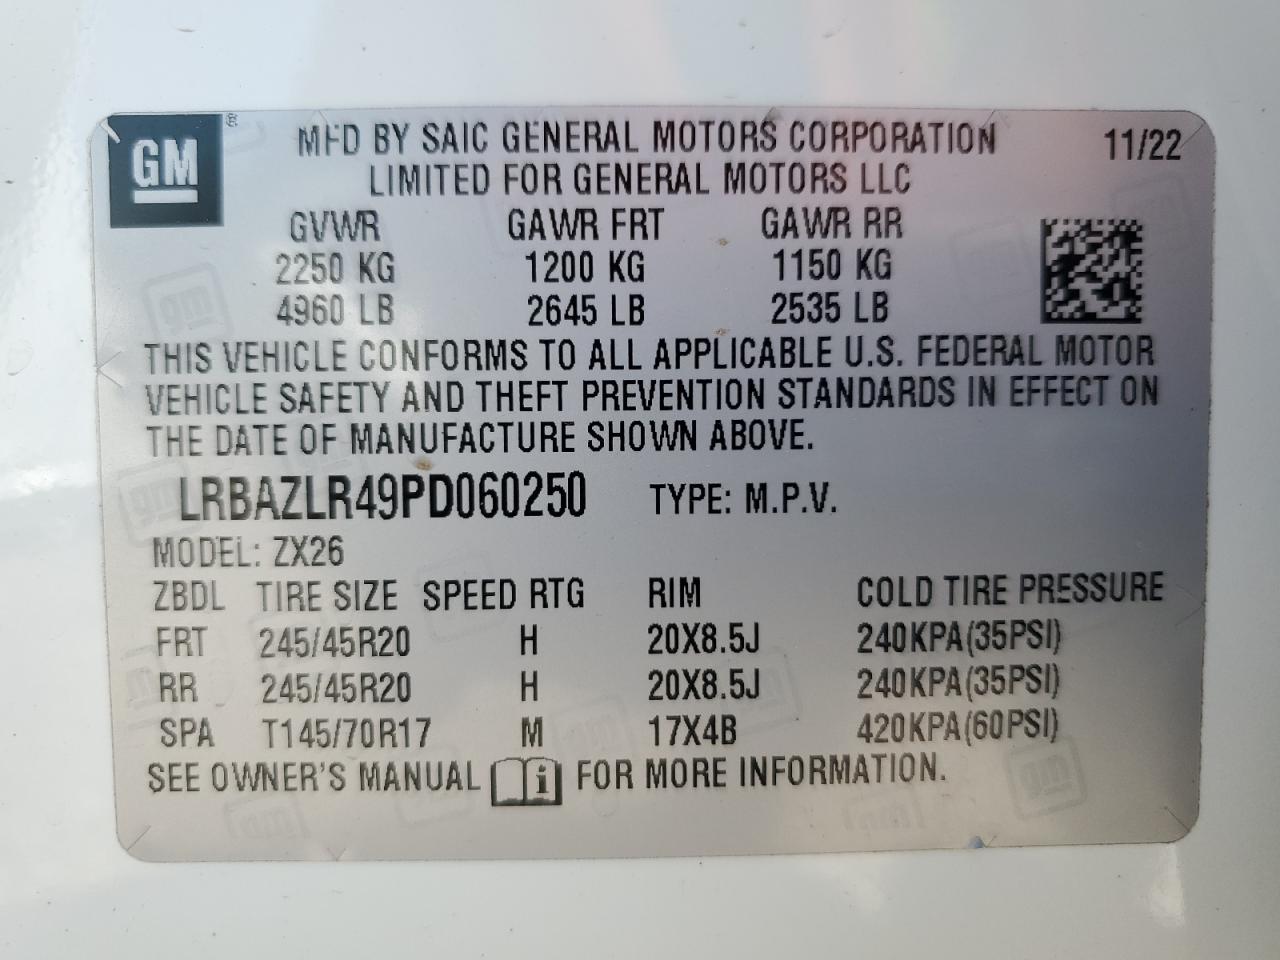 GM ®
MFD BY SAIC GENERAL MOTORS CORPORATION 11/22
LIMITED FOR GENERAL MOTORS LLC
GVWR GAWR FRT GAWR RR
2250 KG 1200 KG 1150 KG
4960 LB 2645 LB 2535 LB
THIS VEHICLE CONFORMS TO ALL APPLICABLE U.S. FEDERAL MOTOR
VEHICLE SAFETY AND THEFT PREVENTION STANDARDS IN EFFECT ON
THE DATE OF MANUFACTURE SHOWN ABOVE.
LRBAZLR49PD060250 TYPE: M.P.V.
MODEL: ZX26
ZBDL TIRE SIZE SPEED RTG RIM COLD TIRE PRESSURE
FRT 245/45R20 H 20X8.5J 240KPA(35PSI)
RR 245/45R20 H 20X8.5J 240KPA(35PSI)
SPA T145/70R17 M 17X4B 420KPA(60PSI)
SEE OWNER'S MANUAL i FOR MORE INFORMATION.